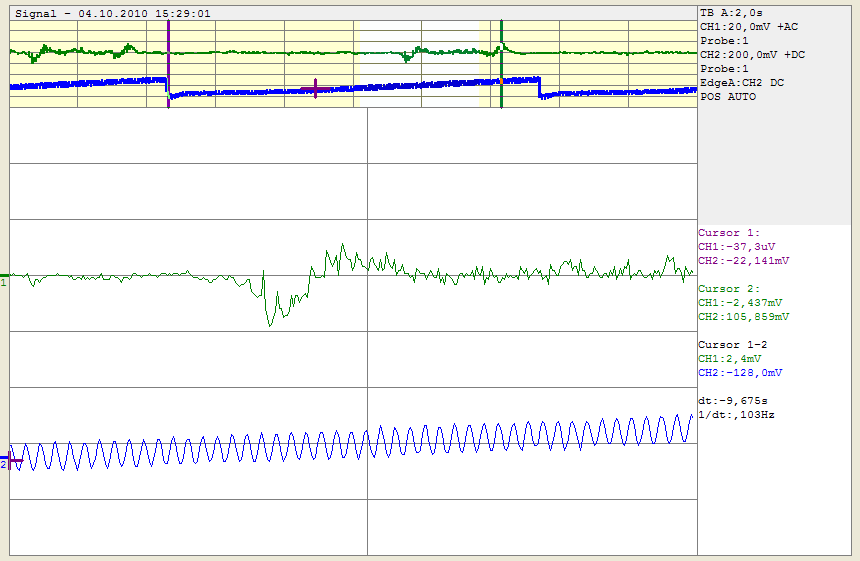 Signal - 04.10.2010 15:29:01
TB A:2,0s
CH1:20,0mV +AC
Probe:1
CH2:200,0mV +DC
Probe:1
EdgeA:CH2 DC
POS AUTO
Cursor 1:
CH1:-37,3uV
CH2:-22,141mV
Cursor 2:
CH1:-2,437mV
CH2:105,859mV
Cursor 1-2
CH1:2,4mV
CH2:-128,0mV
dt:-9,675s
1/dt:,103Hz
1
2